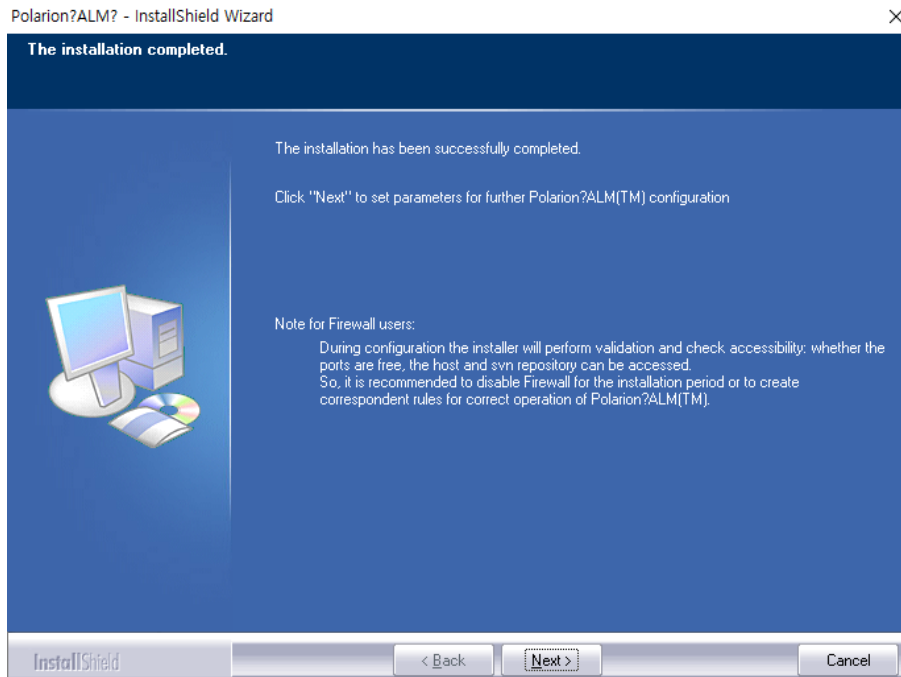 Polarion?ALM? - InstallShield Wizard
The installation completed.
The installation has been successfully completed.
Click "Next" to set parameters for further Polarion?ALM(TM) configuration
Note for Firewall users:
During configuration the installer will perform validation and check accessibility: whether the
ports are free, the host and svn repository can be accessed.
So, it is recommended to disable Firewall for the installation period or to create
correspondent rules for correct operation of Polarion?ALM(TM).
InstallShield
< Back
Next >
Cancel